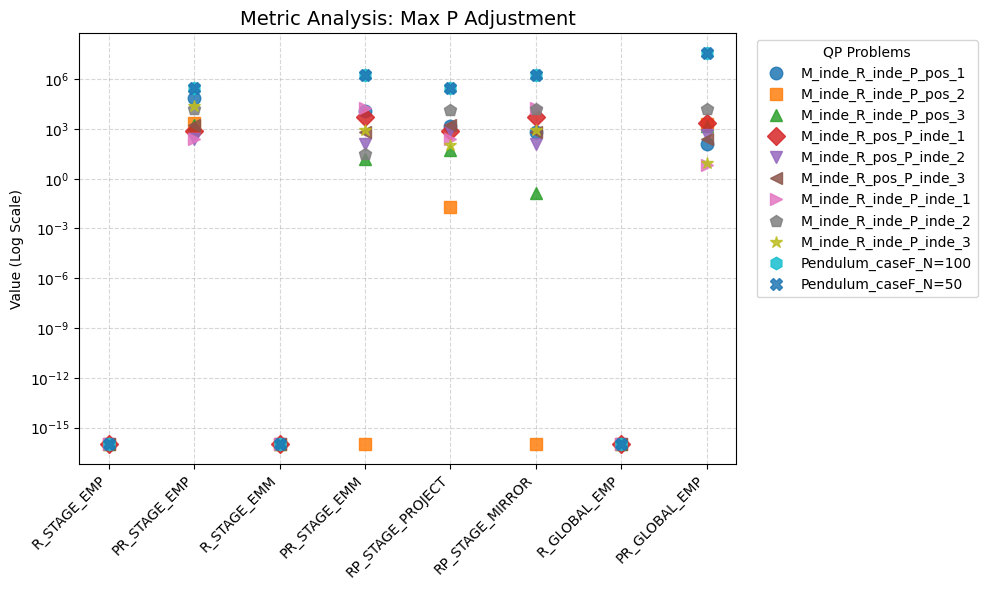 Metric Analysis: Max P Adjustment
Value (Log Scale)
10^6
10^3
10^0
10^−3
10^−6
10^−9
10^−12
10^−15
R_STAGE_EMP
PR_STAGE_EMP
R_STAGE_EMM
PR_STAGE_EMM
RP_STAGE_PROJECT
RP_STAGE_MIRROR
R_GLOBAL_EMP
PR_GLOBAL_EMP
QP Problems
M_inde_R_inde_P_pos_1
M_inde_R_inde_P_pos_2
M_inde_R_inde_P_pos_3
M_inde_R_pos_P_inde_1
M_inde_R_pos_P_inde_2
M_inde_R_pos_P_inde_3
M_inde_R_inde_P_inde_1
M_inde_R_inde_P_inde_2
M_inde_R_inde_P_inde_3
Pendulum_caseF_N=100
Pendulum_caseF_N=50